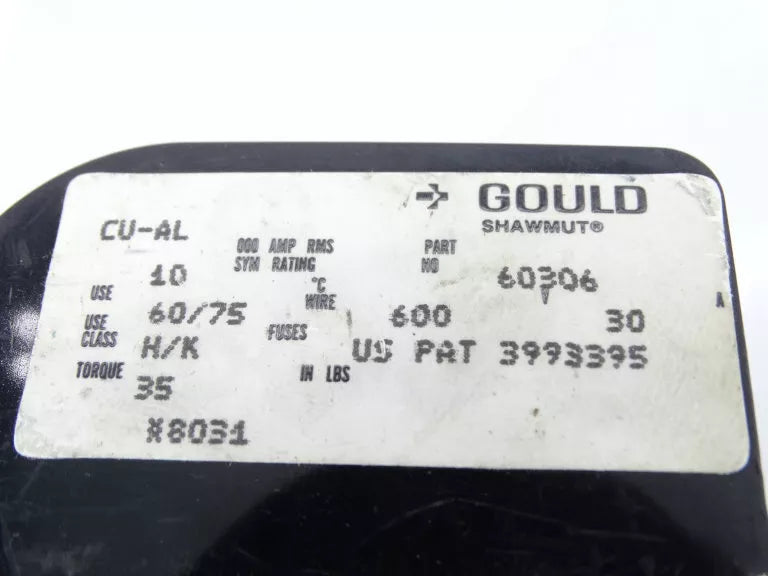 GOULD
SHAWMUT®
CU-AL
10 000 AMP RMS SYM RATING PART NO 60306
USE 60/75 °C WIRE 600 V 30 A
USE CLASS H/K FUSES US PAT 3993395
TORQUE 35 IN LBS
*8031